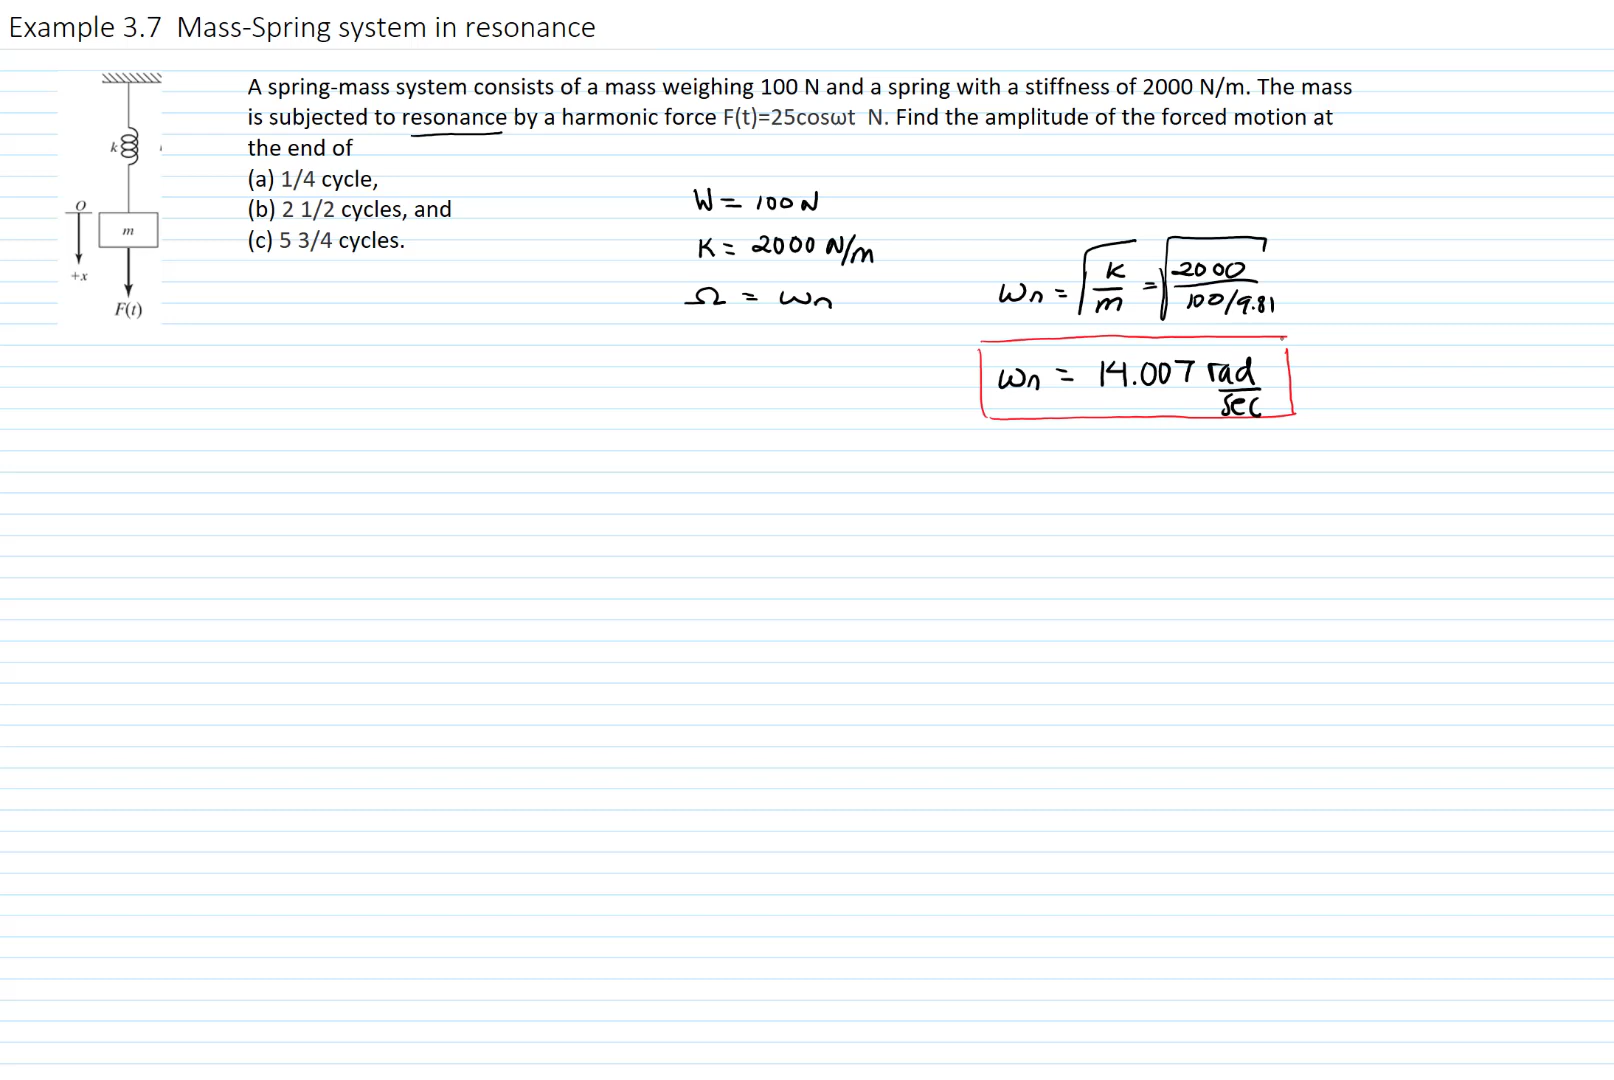 Example 3.7 Mass-Spring system in resonance
A spring-mass system consists of a mass weighing 100 N and a spring with a stiffness of 2000 N/m. The mass
is subjected to resonance by a harmonic force F(t)=25cosωt N. Find the amplitude of the forced motion at
the end of
(a) 1/4 cycle,
(b) 2 1/2 cycles, and
(c) 5 3/4 cycles.
k
O
m
+x
F(t)
W = 100 N
K = 2000 N/m
Ω = ωn
ωn = √(K/m) = √(2000/(100/9.81))
ωn = 14.007 rad/sec